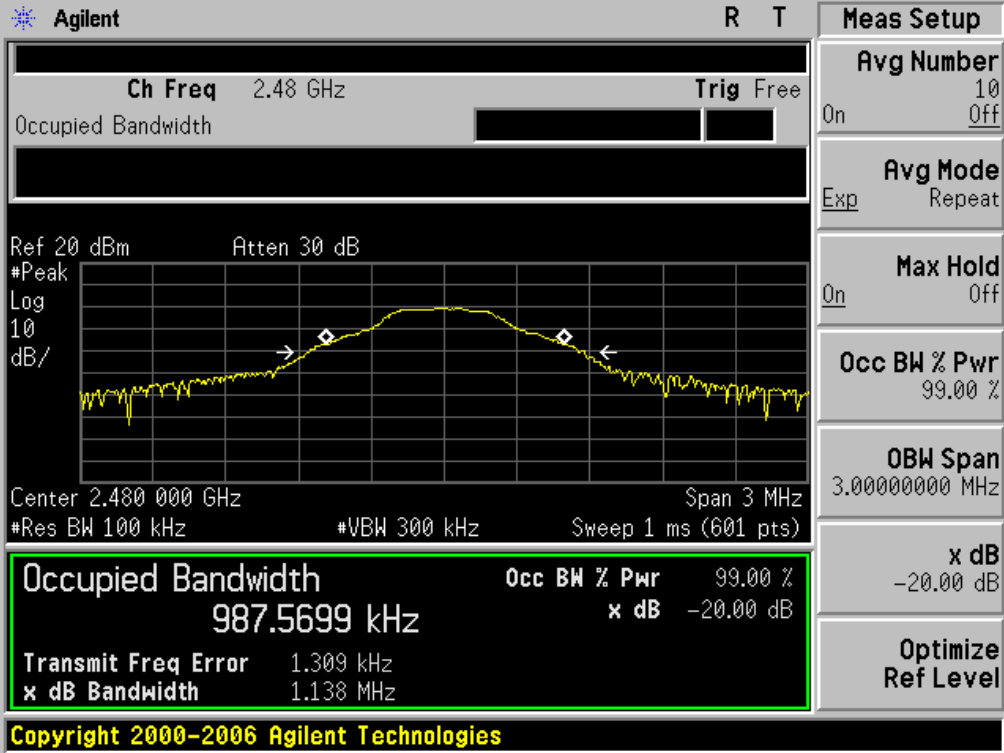 Agilent R T
Ch Freq 2.48 GHz Trig Free
Occupied Bandwidth
Ref 20 dBm Atten 30 dB
#Peak
Log
10
dB/
Center 2.480 000 GHz Span 3 MHz
#Res BW 100 kHz #VBW 300 kHz Sweep 1 ms (601 pts)
Occupied Bandwidth Occ BW % Pwr 99.00 %
987.5699 kHz x dB -20.00 dB
Transmit Freq Error 1.309 kHz
x dB Bandwidth 1.138 MHz
Copyright 2000-2006 Agilent Technologies
Meas Setup
Avg Number
10
On Off
Avg Mode
Exp Repeat
Max Hold
On Off
Occ BW % Pwr
99.00 %
OBW Span
3.00000000 MHz
x dB
-20.00 dB
Optimize
Ref Level